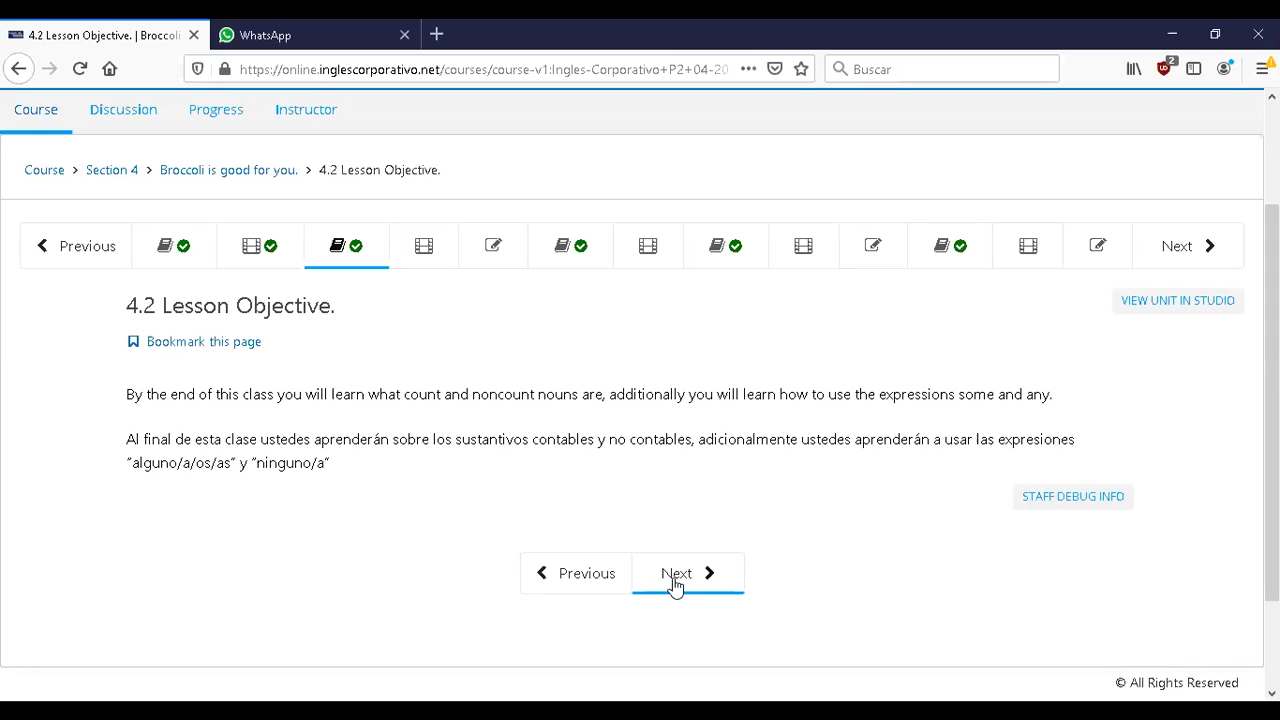 4.2 Lesson Objective. | Broccoli
WhatsApp
https://online.inglescorporativo.net/courses/course-v1:Ingles-Corporativo+P2+04-20
Buscar
2
Course
Discussion
Progress
Instructor
Course > Section 4 > Broccoli is good for you. > 4.2 Lesson Objective.
Previous
Next
4.2 Lesson Objective.
VIEW UNIT IN STUDIO
Bookmark this page
By the end of this class you will learn what count and noncount nouns are, additionally you will learn how to use the expressions some and any.
Al final de esta clase ustedes aprenderán sobre los sustantivos contables y no contables, adicionalmente ustedes aprenderán a usar las expresiones
"alguno/a/os/as" y "ninguno/a"
STAFF DEBUG INFO
Previous
Next
© All Rights Reserved